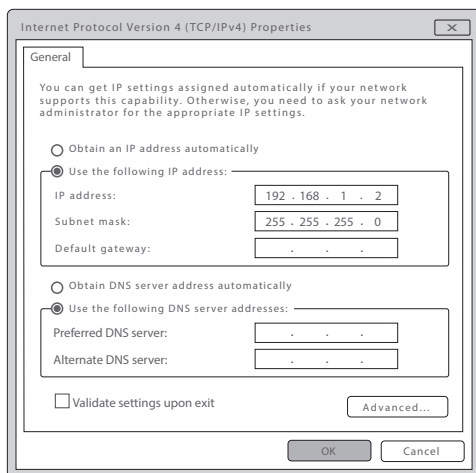 Internet Protocol Version 4 (TCP/IPv4) Properties
General
You can get IP settings assigned automatically if your network
supports this capability. Otherwise, you need to ask your network
administrator for the appropriate IP settings.
Obtain an IP address automatically
Use the following IP address:
IP address: 192 . 168 . 1 . 2
Subnet mask: 255 . 255 . 255 . 0
Default gateway: . . .
Obtain DNS server address automatically
Use the following DNS server addresses:
Preferred DNS server: . . .
Alternate DNS server: . . .
Validate settings upon exit
Advanced...
OK Cancel